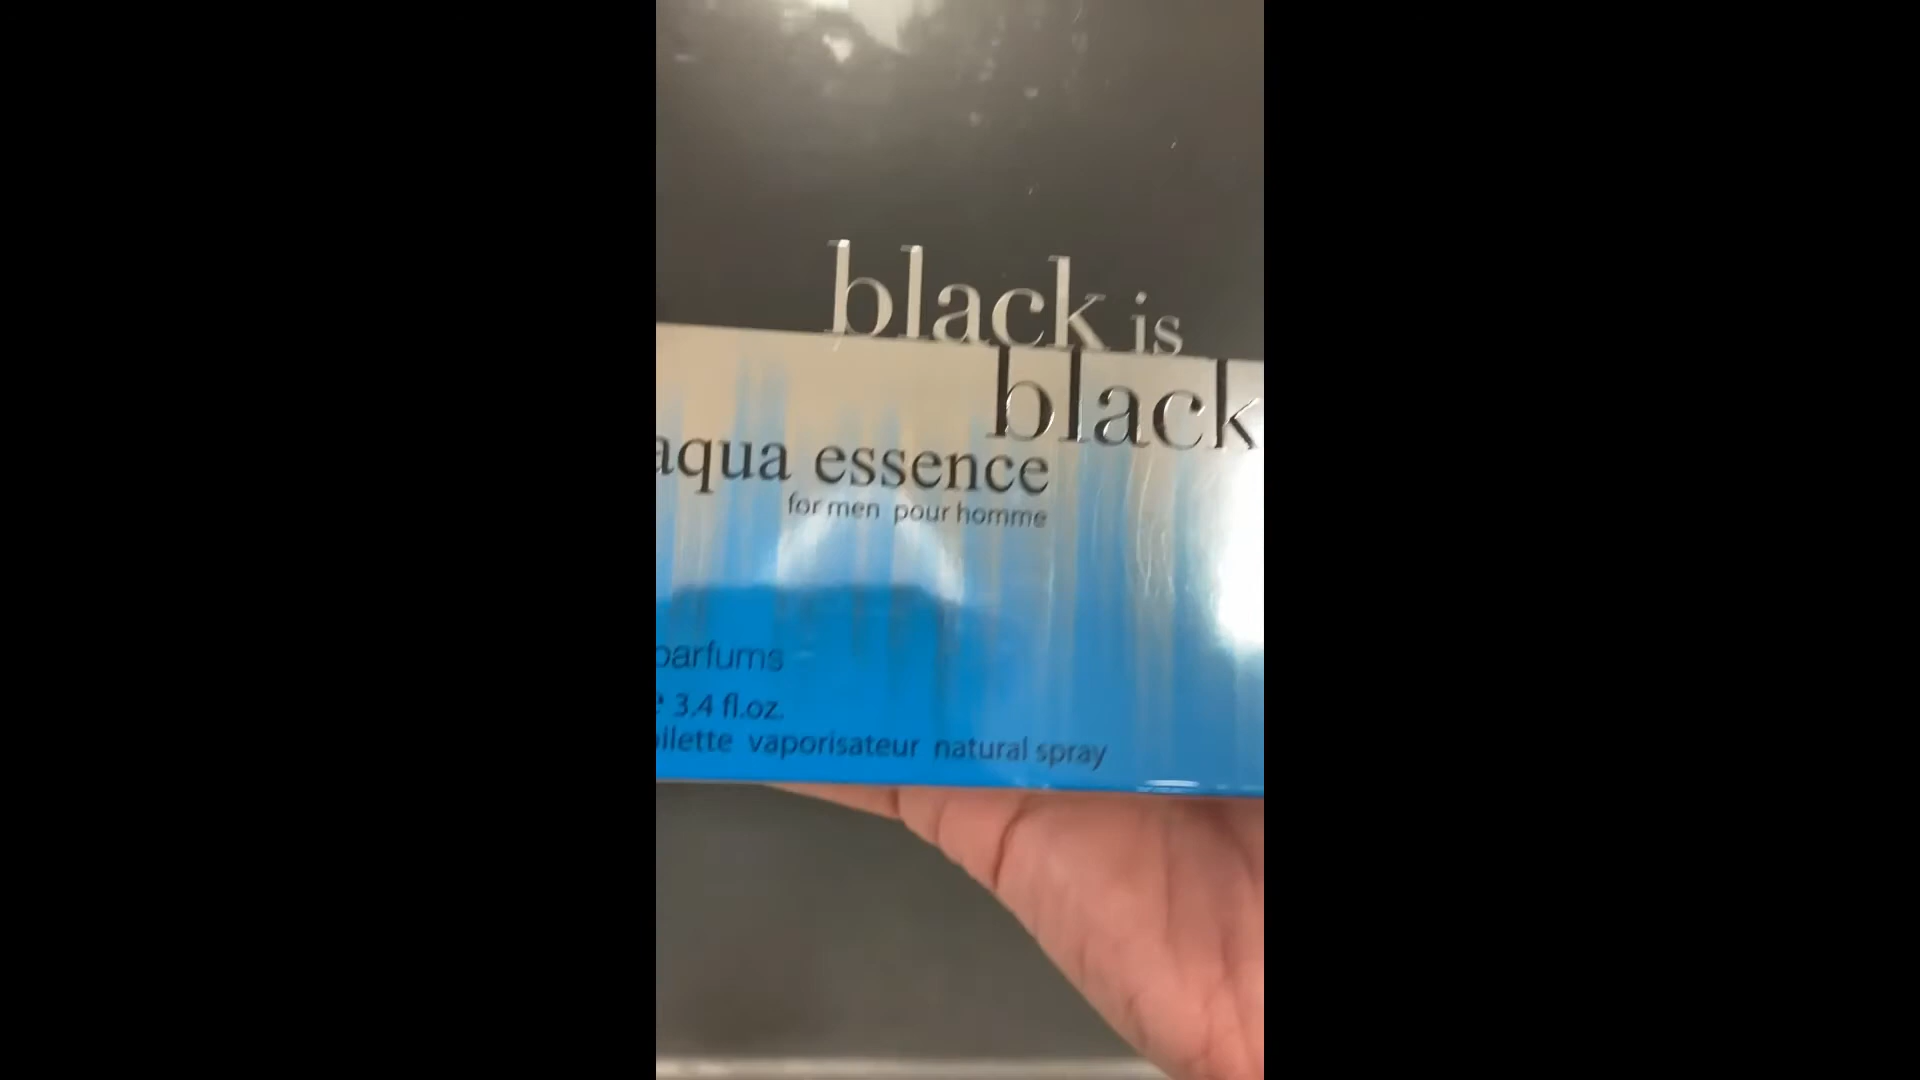 black is
black
aqua essence
for men pour homme
parfums
3.4 fl.oz.
vaporisateur natural spray